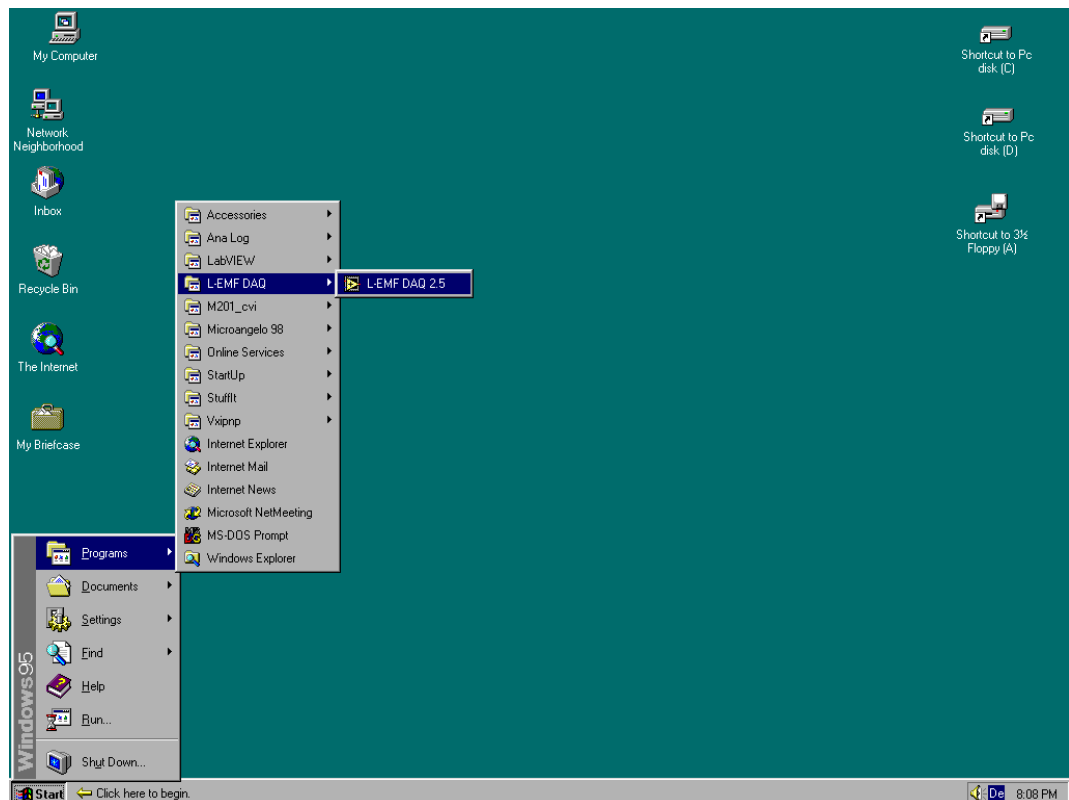 My Computer
Network
Neighborhood
Inbox
Recycle Bin
The Internet
My Briefcase
Shortcut to Pc
disk (C)
Shortcut to Pc
disk (D)
Shortcut to 3½
Floppy (A)
Accessories
Ana Log
LabVIEW
L-EMF DAQ
L-EMF DAQ 2.5
M201_cvi
Microangelo 98
Online Services
StartUp
StuffIt
Vxipnp
Internet Explorer
Internet Mail
Internet News
Microsoft NetMeeting
MS-DOS Prompt
Windows Explorer
Programs
Documents
Settings
Find
Help
Run...
Shut Down...
Windows95
Start
Click here to begin.
De
8:08 PM